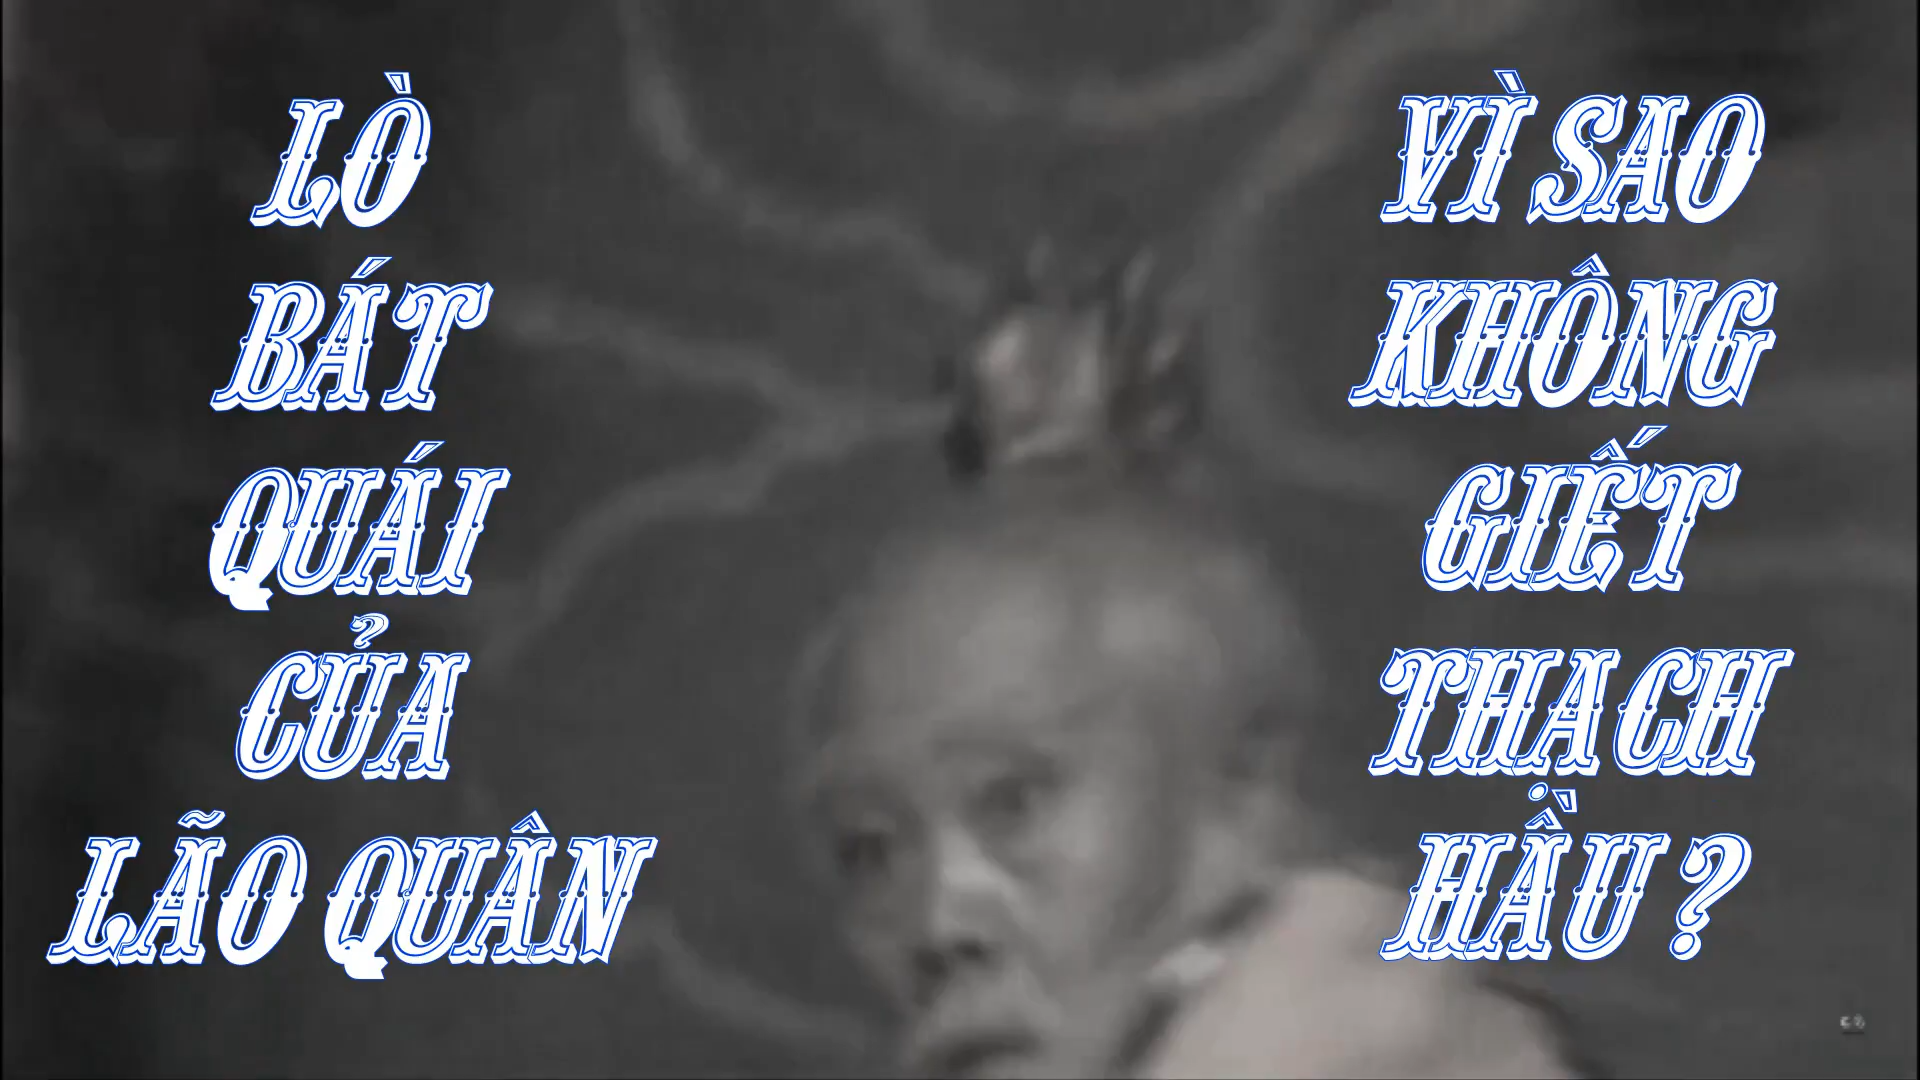 LÒ
BÁT
QUÁI
CỦA
LÃO QUÂN
VÌ SAO
KHÔNG
GIẾT
THẠCH
HẦU ?